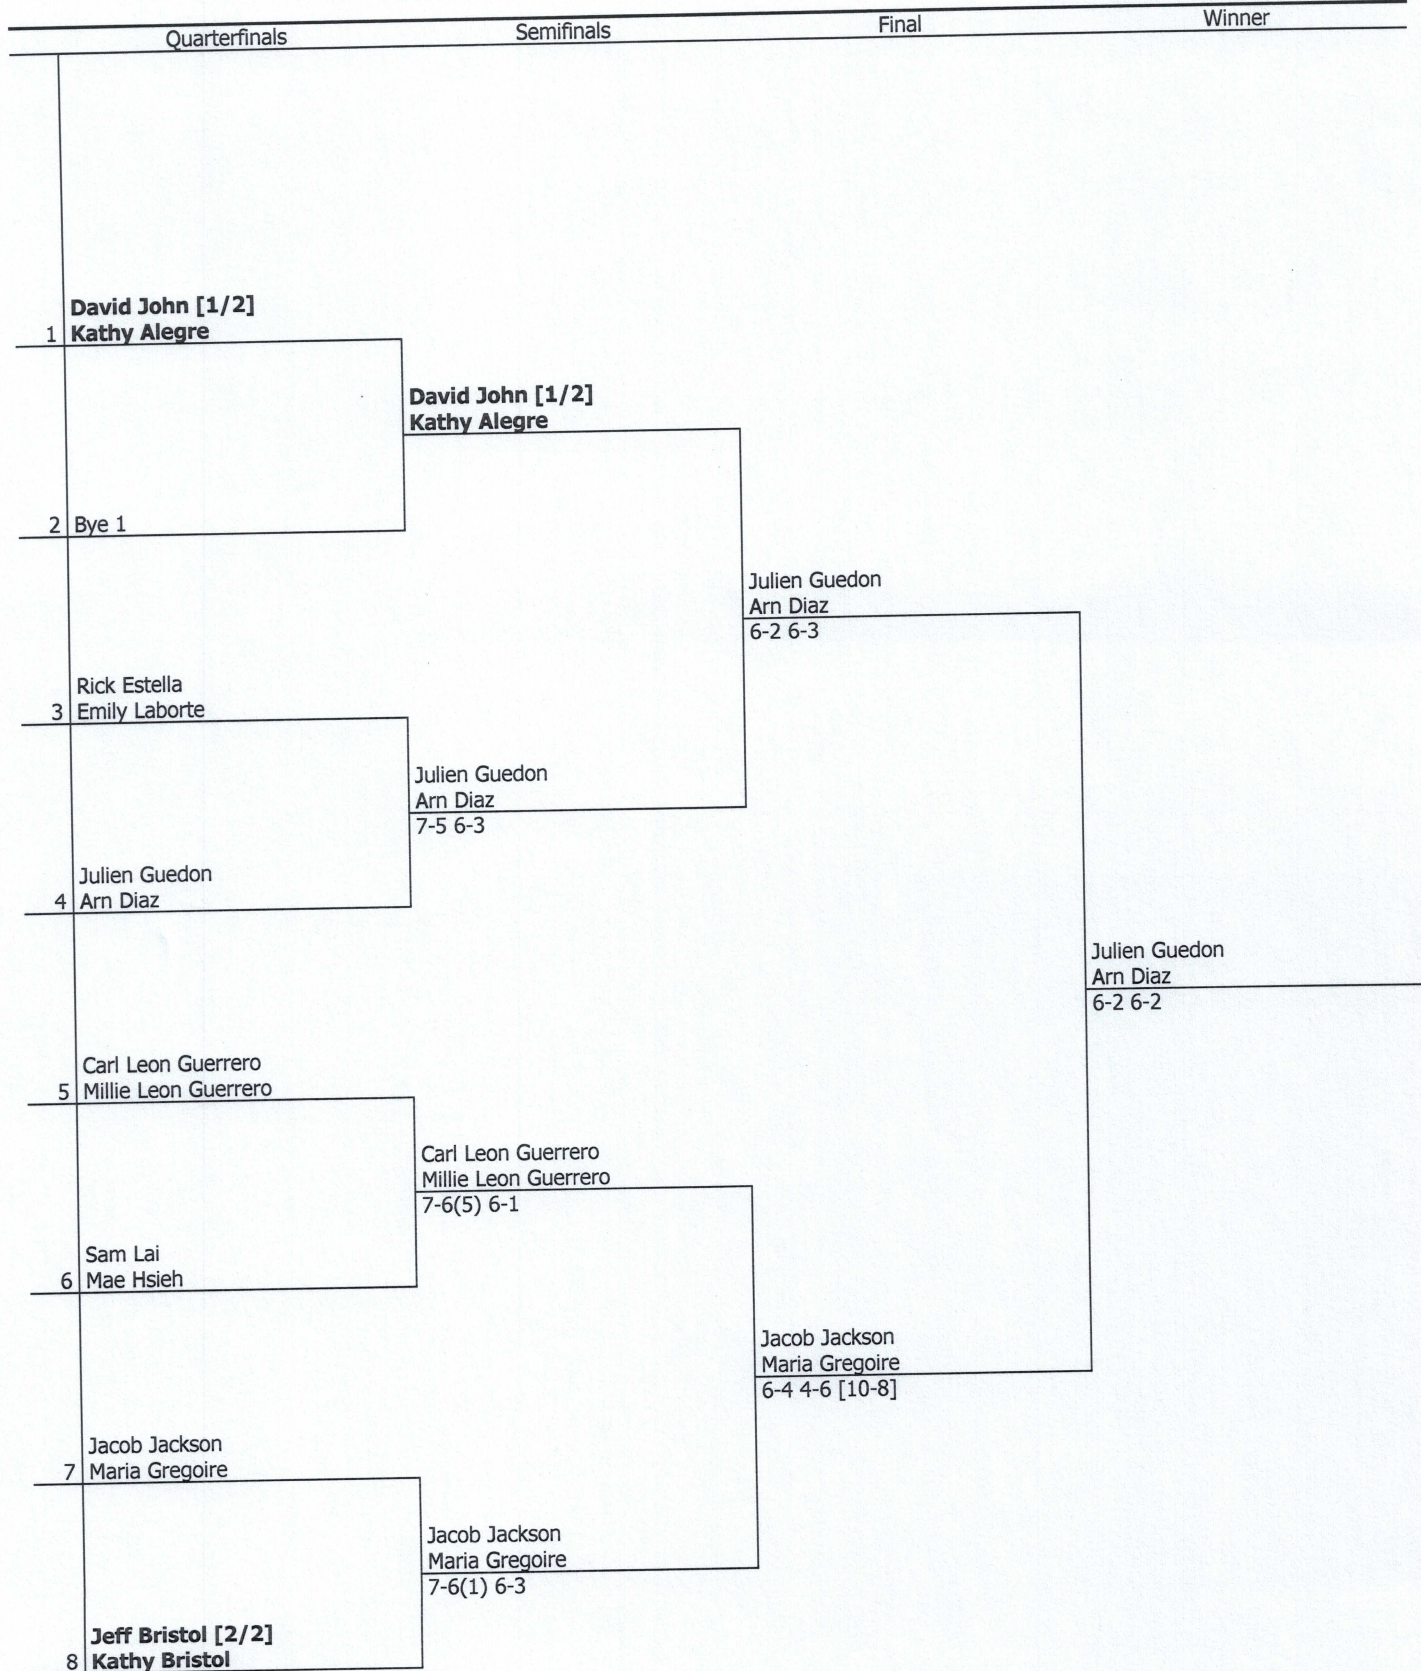 Quarterfinals Semifinals Final Winner
David John [1/2]
1 Kathy Alegre
David John [1/2]
Kathy Alegre
2 Bye 1
Julien Guedon
Arn Diaz
6-2 6-3
Rick Estella
3 Emily Laborte
Julien Guedon
Arn Diaz
7-5 6-3
Julien Guedon
4 Arn Diaz
Julien Guedon
Arn Diaz
6-2 6-2
Carl Leon Guerrero
5 Millie Leon Guerrero
Carl Leon Guerrero
Millie Leon Guerrero
7-6(5) 6-1
Sam Lai
6 Mae Hsieh
Jacob Jackson
Maria Gregoire
6-4 4-6 [10-8]
Jacob Jackson
7 Maria Gregoire
Jacob Jackson
Maria Gregoire
7-6(1) 6-3
Jeff Bristol [2/2]
8 Kathy Bristol